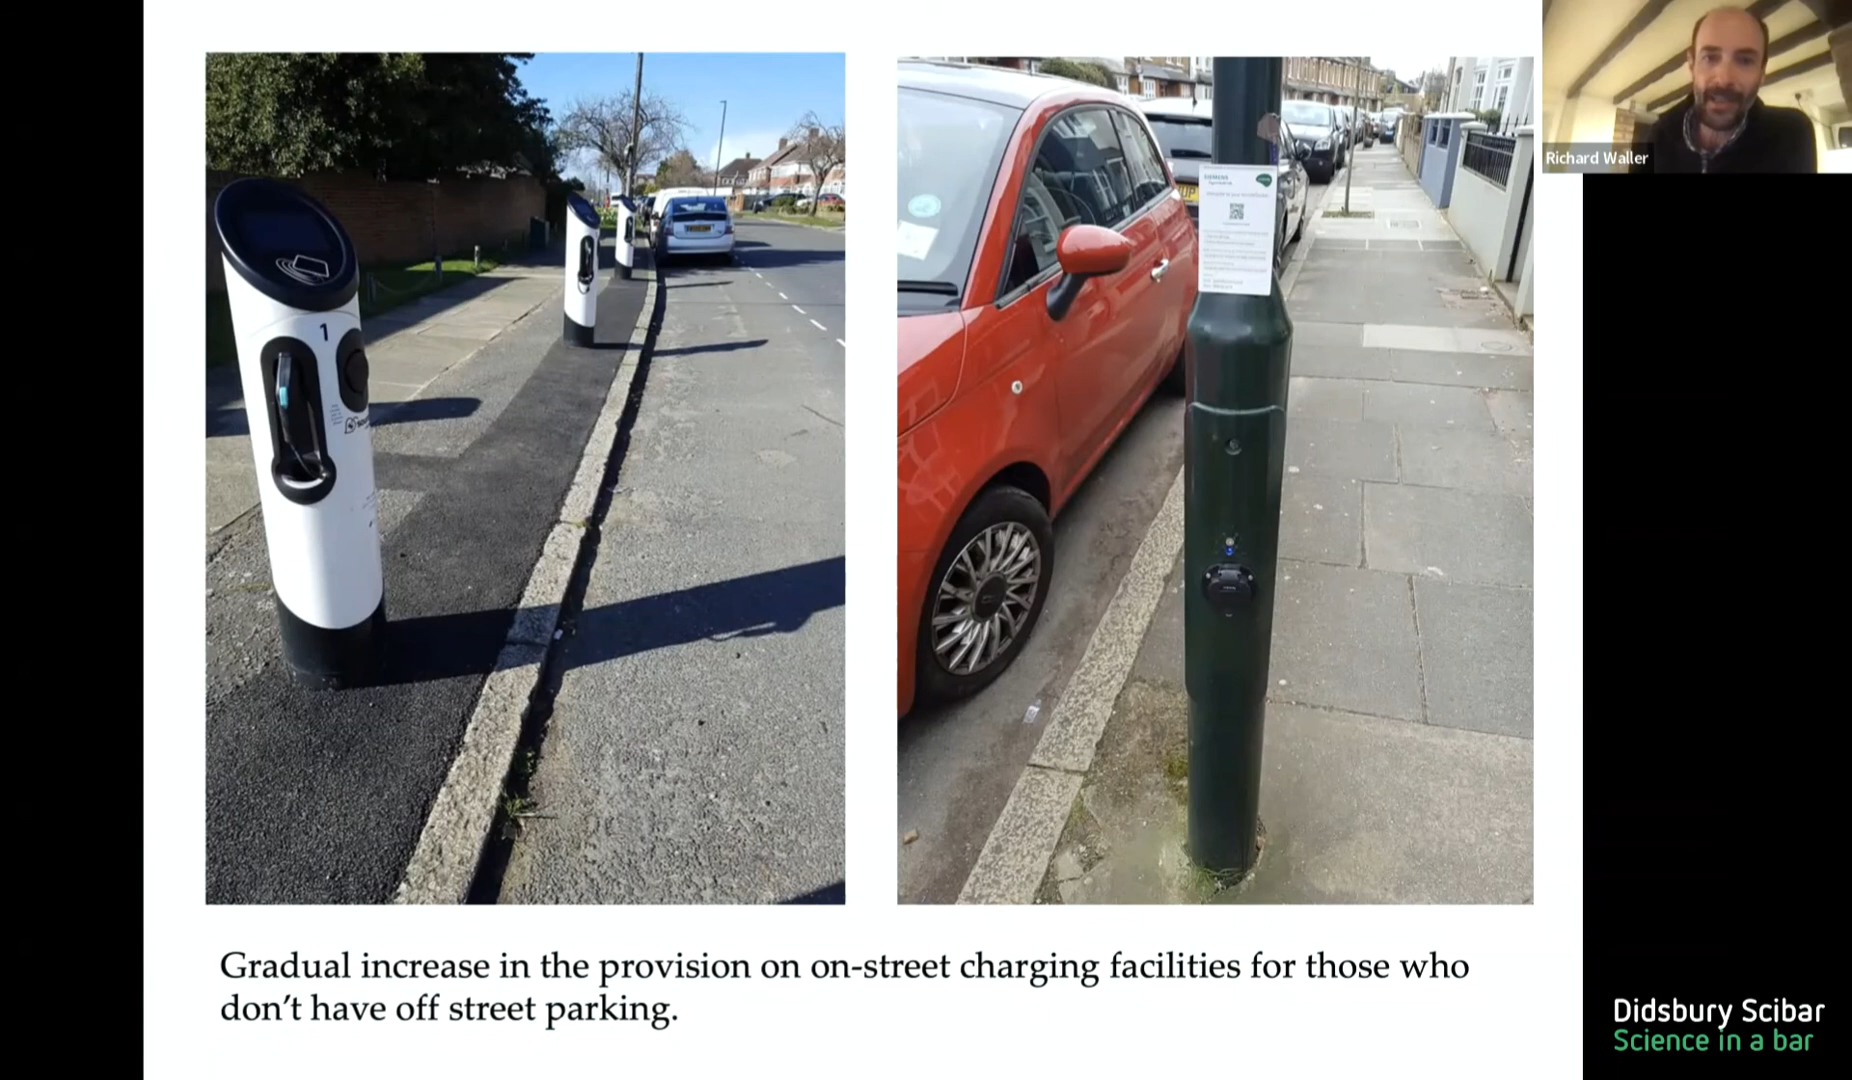 Richard Waller
1
SIEMENS
Gradual increase in the provision on on-street charging facilities for those who
don't have off street parking.
Didsbury Scibar
Science in a bar